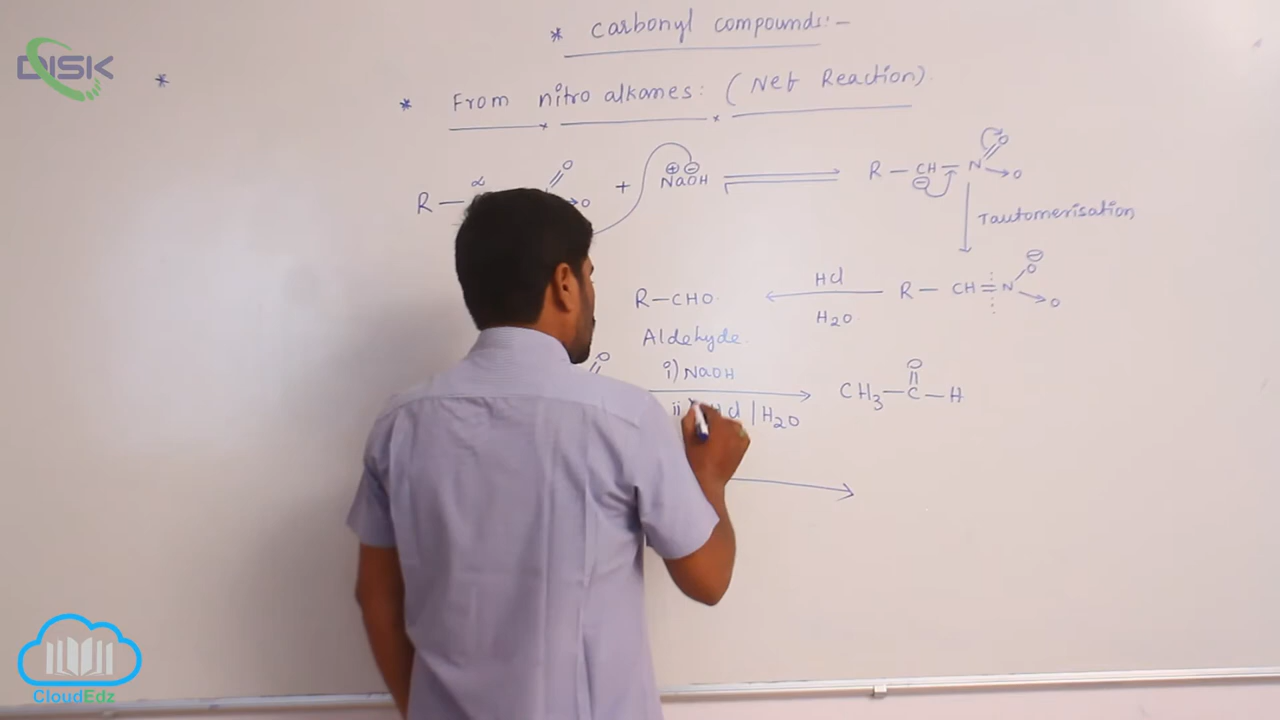 DISK
* Carbonyl compounds:-
*
* From nitro alkanes: (Nef Reaction).
R — α O O + NaOH ⊕ ⊖ ⇌ R — CH ⊖ — N O → O
Tautomerisation
R—CHO. HCl H2O. R — CH = N O ⊖ → O
Aldehyde.
O i) NaOH ii) HCl | H2O CH3—C—H O
CloudEdz